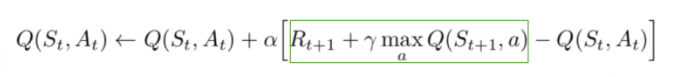 Q(S_t, A_t) ← Q(S_t, A_t) + α[R_{t+1} + γ max_a Q(S_{t+1}, a) − Q(S_t, A_t)]